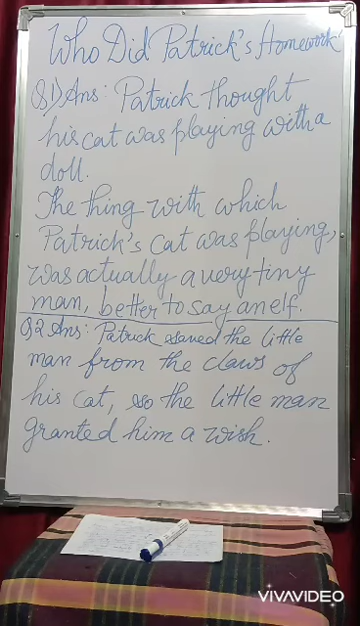 Who Did Patrick's Homework
Q1) Ans: Patrick thought
his cat was playing with a
doll.
The thing with which
Patrick's cat was playing,
was actually a very tiny
man, better to say an elf.
Q2 Ans: Patrick saved the little
man from the claws of
his cat, so the little man
granted him a wish.
VIVAVIDEO